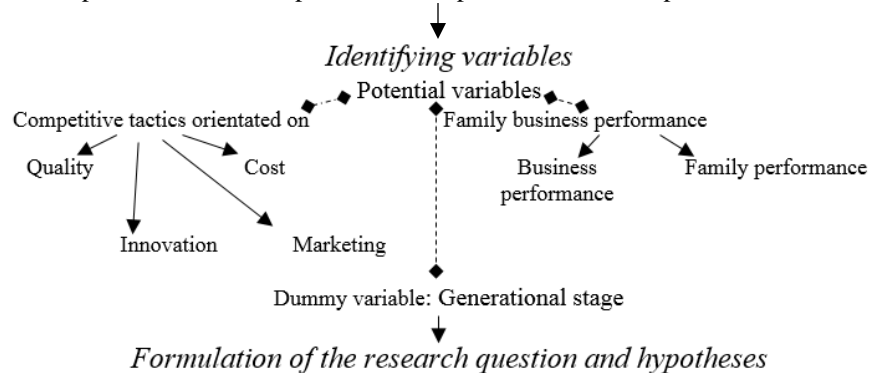 Identifying variables
Potential variables
Competitive tactics orientated on
Family business performance
Quality
Cost
Business
performance
Family performance
Innovation
Marketing
Dummy variable: Generational stage
Formulation of the research question and hypotheses